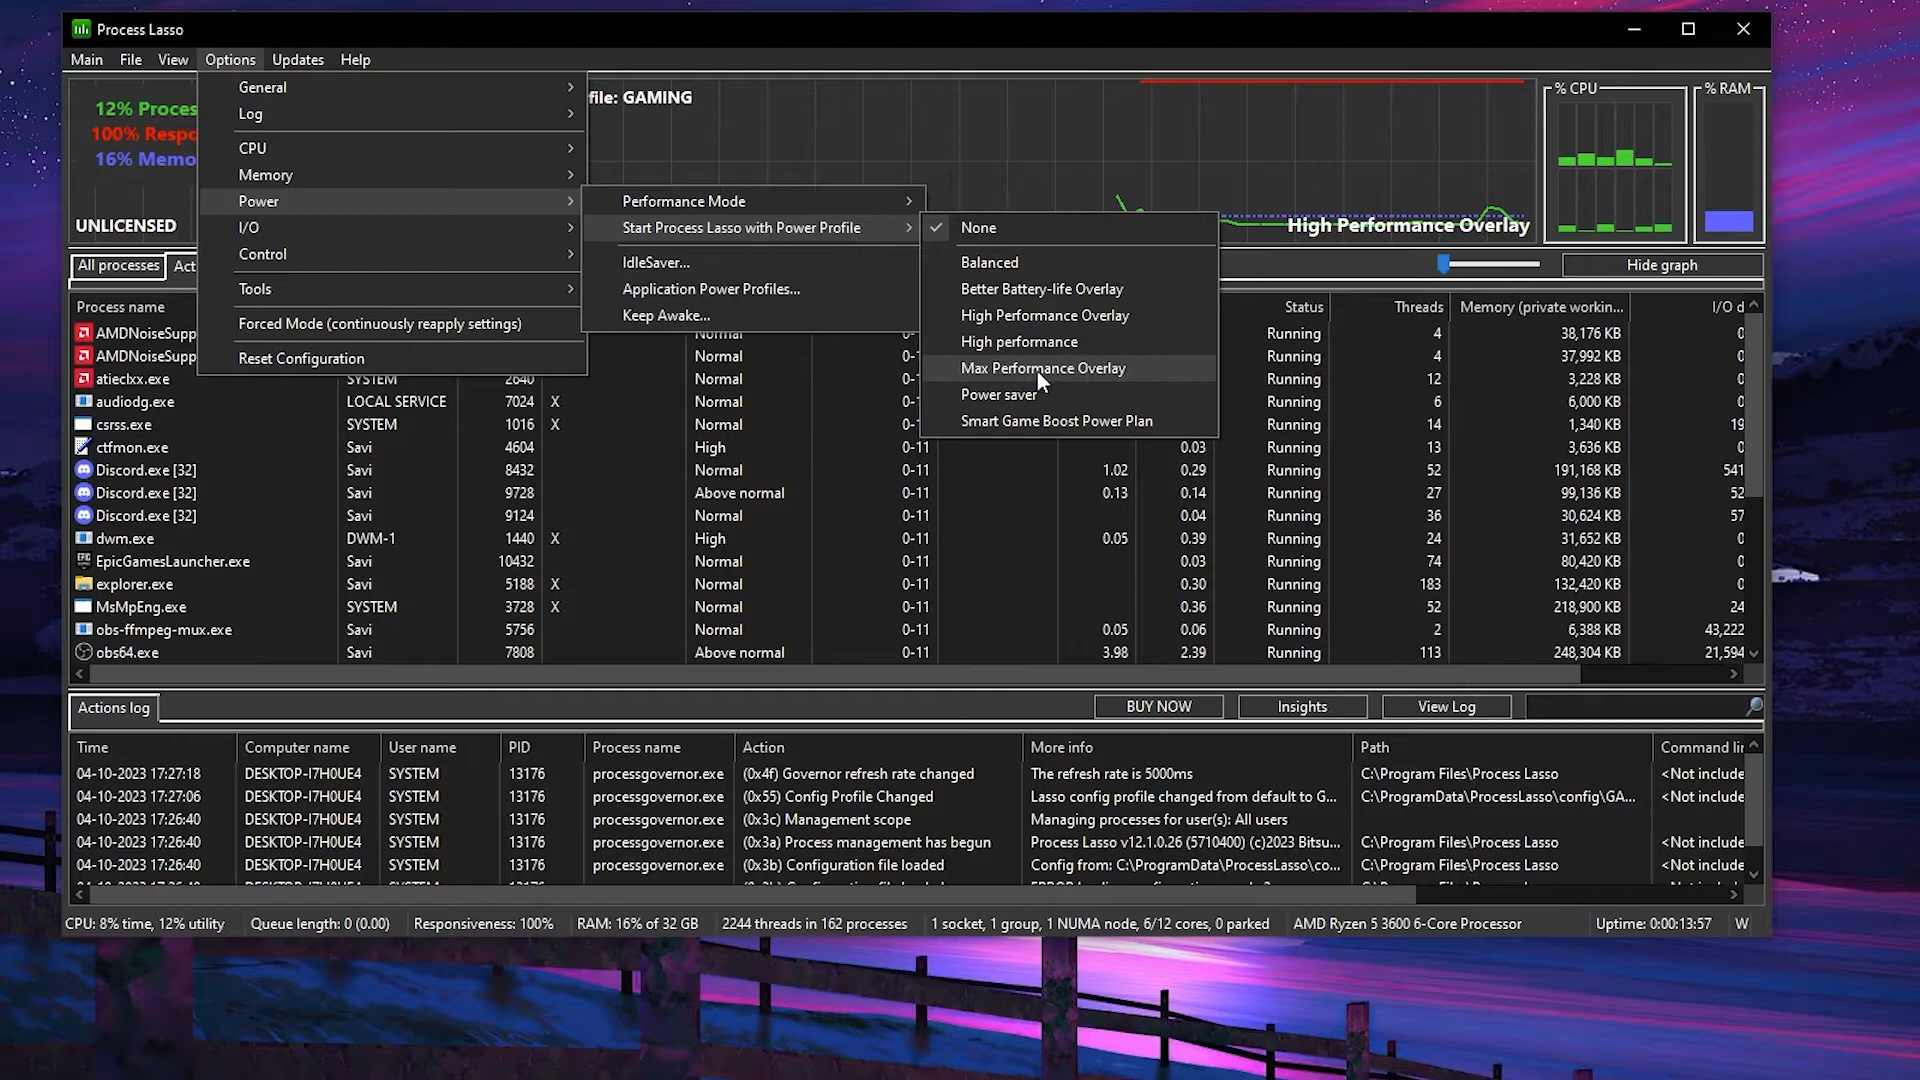 Process Lasso
Main File View Options Updates Help
General
Log
CPU
Memory
Power
I/O
Control
Tools
Forced Mode (continuously reapply settings)
Reset Configuration
Performance Mode
Start Process Lasso with Power Profile
IdleSaver...
Application Power Profiles...
Keep Awake...
None
Balanced
Better Battery-life Overlay
High Performance Overlay
High performance
Max Performance Overlay
Power saver
Smart Game Boost Power Plan
file: GAMING
12% Proces
100% Respo
16% Memo
UNLICENSED
High Performance Overlay
% CPU
% RAM
All processes Act
Hide graph
Process name Status Threads Memory (private workin... I/O d
AMDNoiseSupp Normal 0- Running 4 38,176 KB 0
AMDNoiseSupp Normal 0- Running 4 37,992 KB 0
atieclxx.exe SYSTEM 2640 Normal 0- Running 12 3,228 KB 0
audiodg.exe LOCAL SERVICE 7024 X Normal 0- Running 6 6,000 KB 0
csrss.exe SYSTEM 1016 X Normal 0- Running 14 1,340 KB 19
ctfmon.exe Savi 4604 High 0-11 0.03 Running 13 3,636 KB 0
Discord.exe [32] Savi 8432 Normal 0-11 1.02 0.29 Running 52 191,168 KB 541
Discord.exe [32] Savi 9728 Above normal 0-11 0.13 0.14 Running 27 99,136 KB 52
Discord.exe [32] Savi 9124 Normal 0-11 0.04 Running 36 30,624 KB 57
dwm.exe DWM-1 1440 X High 0-11 0.05 0.39 Running 24 31,652 KB 0
EpicGamesLauncher.exe Savi 10432 Normal 0-11 0.03 Running 74 80,420 KB 0
explorer.exe Savi 5188 X Normal 0-11 0.30 Running 183 132,420 KB 0
MsMpEng.exe SYSTEM 3728 X Normal 0-11 0.36 Running 52 218,900 KB 24
obs-ffmpeg-mux.exe Savi 5756 Normal 0-11 0.05 0.06 Running 2 6,388 KB 43,222
obs64.exe Savi 7808 Above normal 0-11 3.98 2.39 Running 113 248,304 KB 21,594
Actions log BUY NOW Insights View Log
Time Computer name User name PID Process name Action More info Path Command lir
04-10-2023 17:27:18 DESKTOP-I7H0UE4 SYSTEM 13176 processgovernor.exe (0x4f) Governor refresh rate changed The refresh rate is 5000ms C:\Program Files\Process Lasso <Not include
04-10-2023 17:27:06 DESKTOP-I7H0UE4 SYSTEM 13176 processgovernor.exe (0x55) Config Profile Changed Lasso config profile changed from default to G... C:\ProgramData\ProcessLasso\config\GA... <Not include
04-10-2023 17:26:40 DESKTOP-I7H0UE4 SYSTEM 13176 processgovernor.exe (0x3c) Management scope Managing processes for user(s): All users
04-10-2023 17:26:40 DESKTOP-I7H0UE4 SYSTEM 13176 processgovernor.exe (0x3a) Process management has begun Process Lasso v12.1.0.26 (5710400) (c)2023 Bitsu... C:\Program Files\Process Lasso <Not include
04-10-2023 17:26:40 DESKTOP-I7H0UE4 SYSTEM 13176 processgovernor.exe (0x3b) Configuration file loaded Config from: C:\ProgramData\ProcessLasso\co... C:\Program Files\Process Lasso <Not include
CPU: 8% time, 12% utility Queue length: 0 (0.00) Responsiveness: 100% RAM: 16% of 32 GB 2244 threads in 162 processes 1 socket, 1 group, 1 NUMA node, 6/12 cores, 0 parked AMD Ryzen 5 3600 6-Core Processor Uptime: 0:00:13:57 W